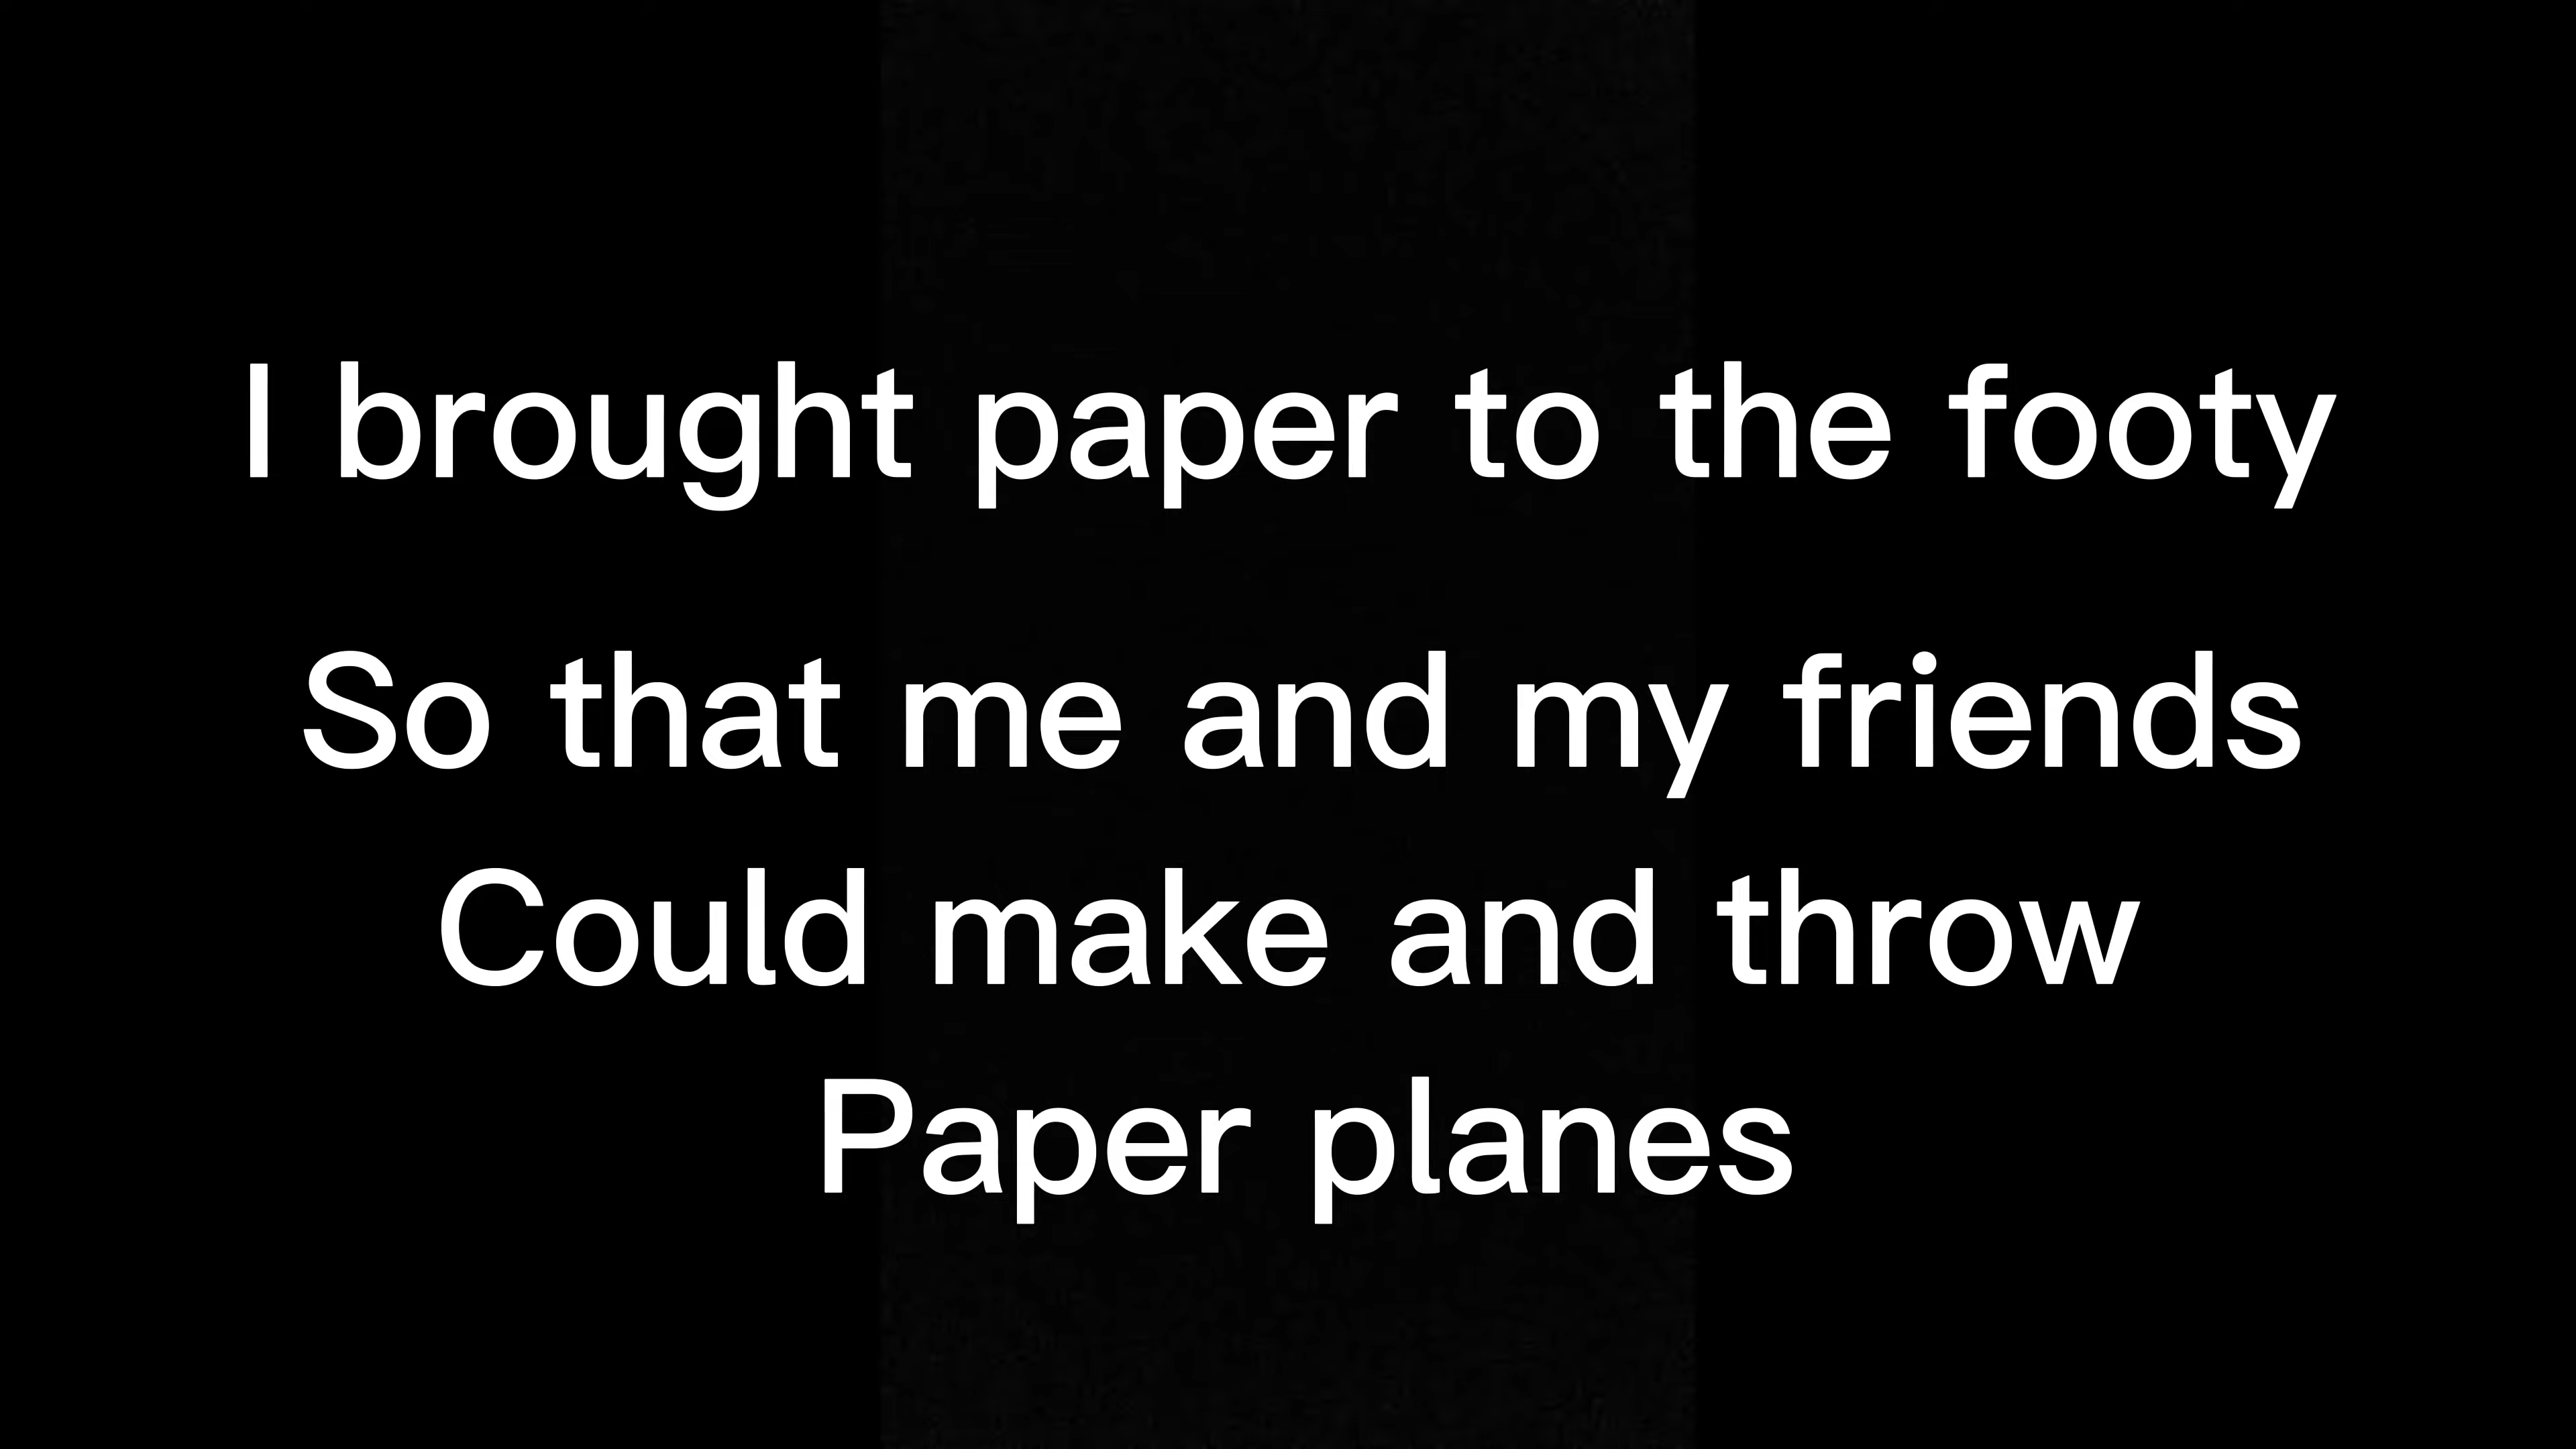 I brought paper to the footy
So that me and my friends
Could make and throw
Paper planes